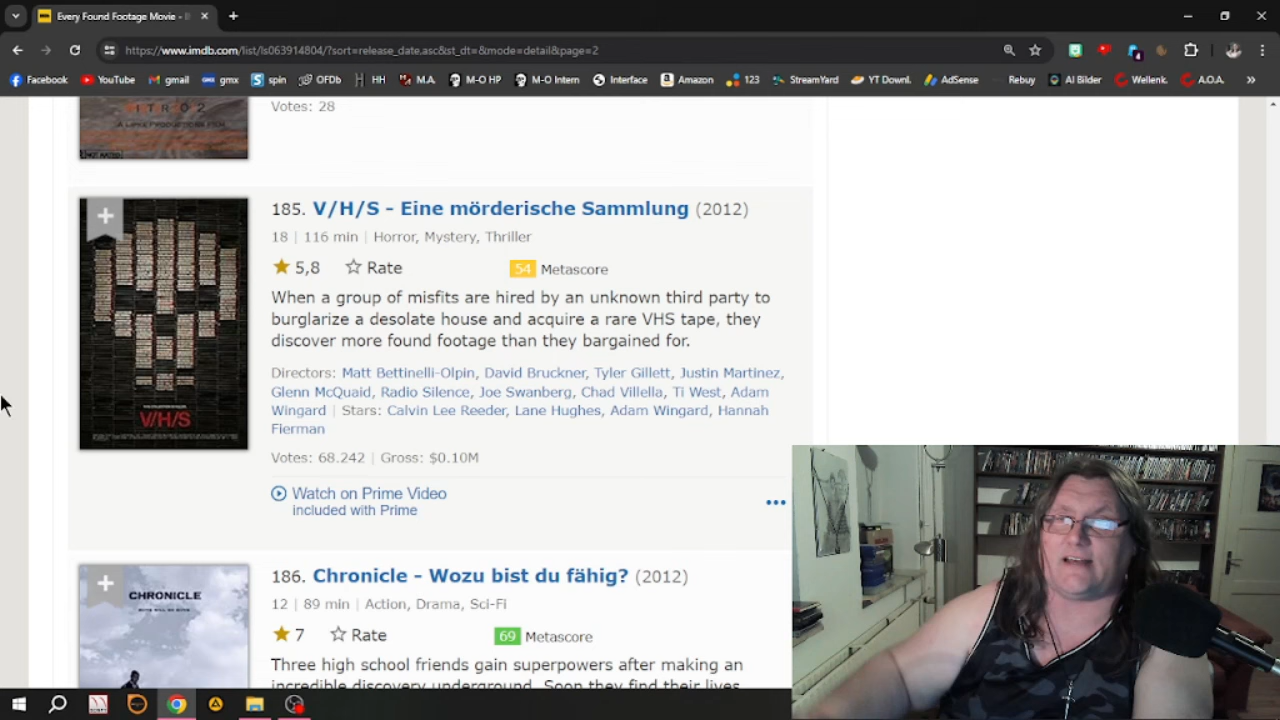 Every Found Footage Movie - I
https://www.imdb.com/list/ls063914804/?sort=release_date,asc&st_dt=&mode=detail&page=2
Facebook YouTube gmail gmx spin OFDb HH M.A M-O HP M-O Intern Interface Amazon 123 StreamYard YT Downl. AdSense Rebuy AI Bilder Wellenk. A.O.A.
Votes: 28
185. V/H/S - Eine mörderische Sammlung (2012)
18 | 116 min | Horror, Mystery, Thriller
5,8 Rate 54 Metascore
When a group of misfits are hired by an unknown third party to
burglarize a desolate house and acquire a rare VHS tape, they
discover more found footage than they bargained for.
Directors: Matt Bettinelli-Olpin, David Bruckner, Tyler Gillett, Justin Martinez,
Glenn McQuaid, Radio Silence, Joe Swanberg, Chad Villella, Ti West, Adam
Wingard | Stars: Calvin Lee Reeder, Lane Hughes, Adam Wingard, Hannah
Fierman
Votes: 68.242 | Gross: $0.10M
Watch on Prime Video
included with Prime
V/H/S
186. Chronicle - Wozu bist du fähig? (2012)
12 | 89 min | Action, Drama, Sci-Fi
7 Rate 69 Metascore
Three high school friends gain superpowers after making an
incredible discovery underground. Soon they find their lives
CHRONICLE